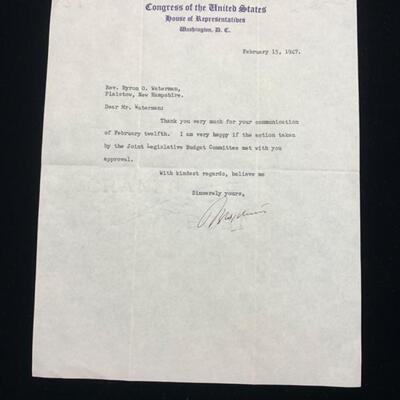 Congress of the United States
House of Representatives
Washington, D. C.
February 15, 1947.
Rev. Byron O. Waterman,
Plaistow, New Hampshire.
Dear Mr. Waterman:
Thank you very much for your communication
of February twelfth. I am very happy if the action taken
by the Joint Legislative Budget Committee met with your
approval.
With kindest regards, believe me
Sincerely yours,